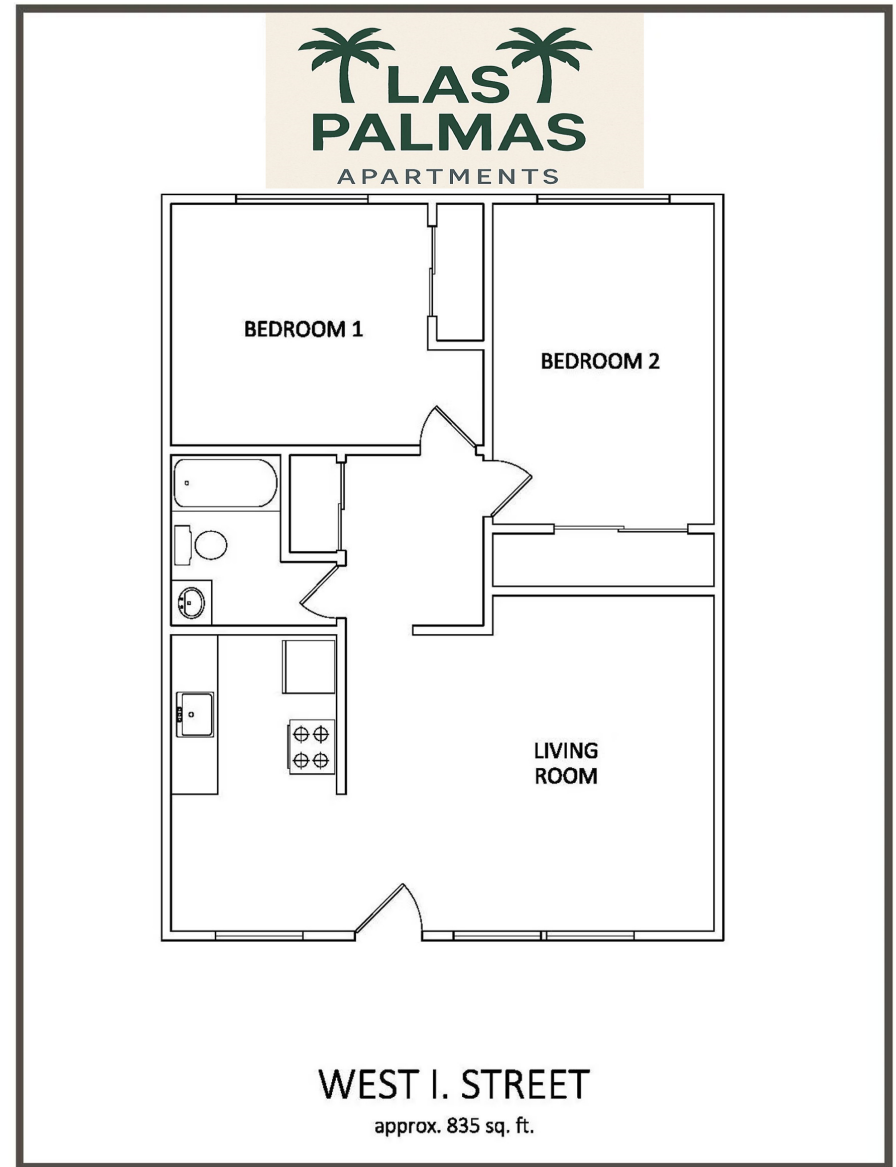 LAS
PALMAS
APARTMENTS
BEDROOM 1
BEDROOM 2
LIVING
ROOM
WEST I. STREET
approx. 835 sq. ft.